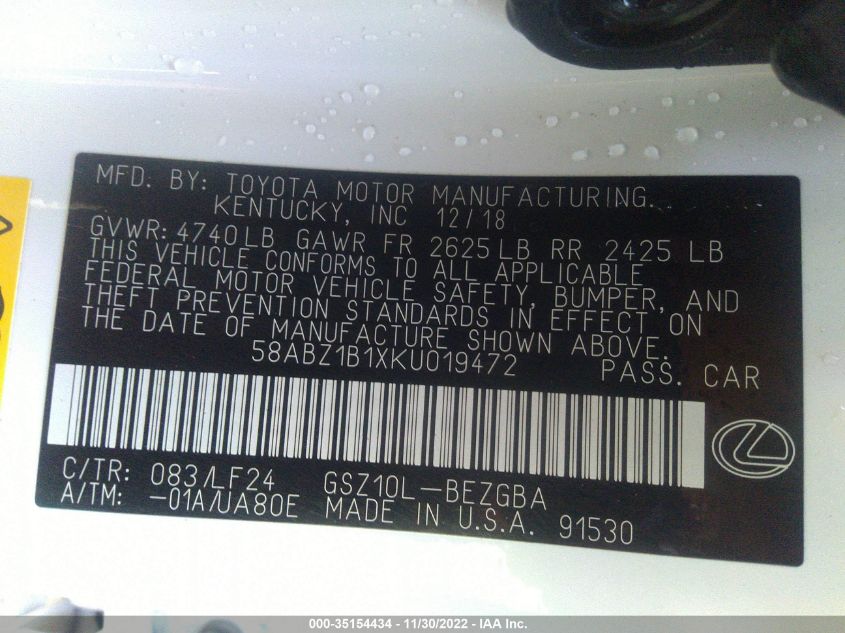 MFD. BY: TOYOTA MOTOR MANUFACTURING.
KENTUCKY, INC 12/18
GVWR: 4740LB GAWR FR 2625LB RR 2425 LB
THIS VEHICLE CONFORMS TO ALL APPLICABLE
FEDERAL MOTOR VEHICLE SAFETY, BUMPER, AND
THEFT PREVENTION STANDARDS IN EFFECT ON
THE DATE OF MANUFACTURE SHOWN ABOVE.
58ABZ1B1XKU019472 PASS. CAR
C/TR: 083/LF24 GSZ10L-BEZGBA
A/TM: -01A/UA80E MADE IN U.S.A. 91530
000-35154434 - 11/30/2022 - IAA Inc.